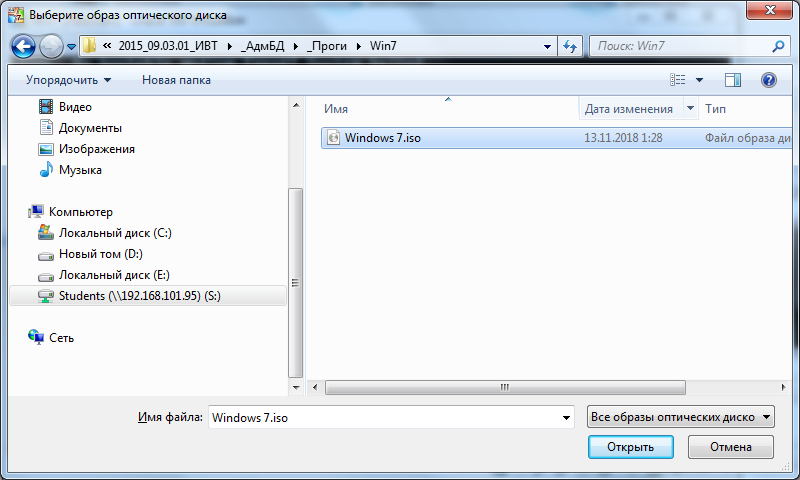 Выберите образ оптического диска
« 2015_09.03.01_ИВТ _АдмБД _Проги Win7
Поиск: Win7
Упорядочить Новая папка
Видео
Документы
Изображения
Музыка
Компьютер
Локальный диск (C:)
Новый том (D:)
Локальный диск (E:)
Students (\\192.168.101.95) (S:)
Сеть
Имя Дата изменения Тип
Windows 7.iso 13.11.2018 1:28 Файл образа ди
Имя файла: Windows 7.iso Все образы оптических диско
Открыть Отмена